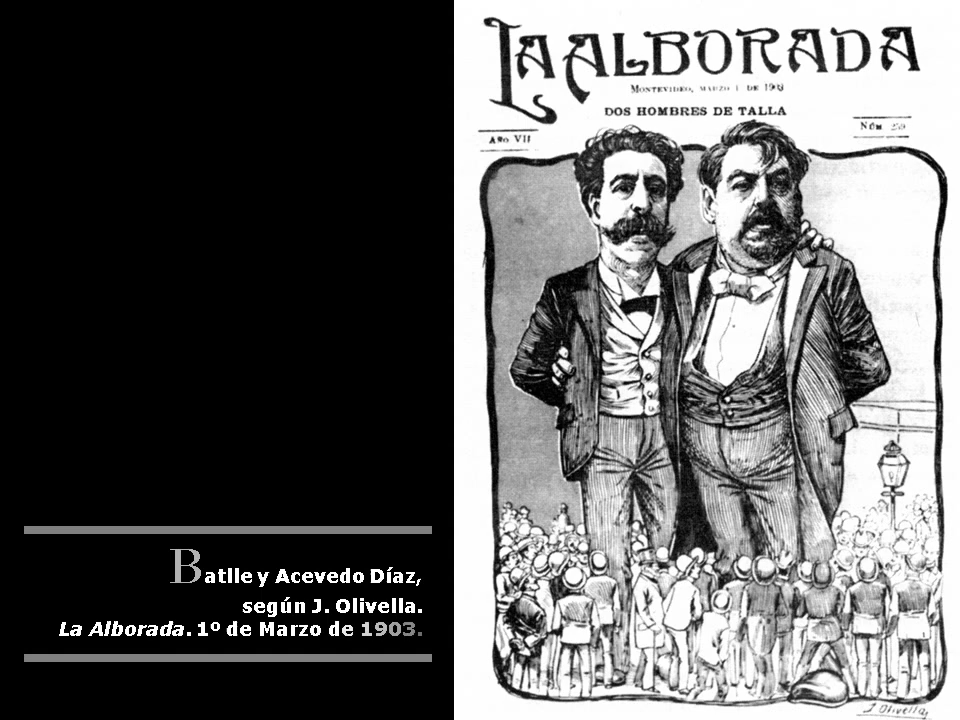 Batlle y Acevedo Díaz,
según J. Olivella.
La Alborada. 1º de Marzo de 1903.
LA ALBORADA
MONTEVIDEO, MARZO 1 DE 1903
DOS HOMBRES DE TALLA
AÑO VII
NÚM 259
J. Olivella